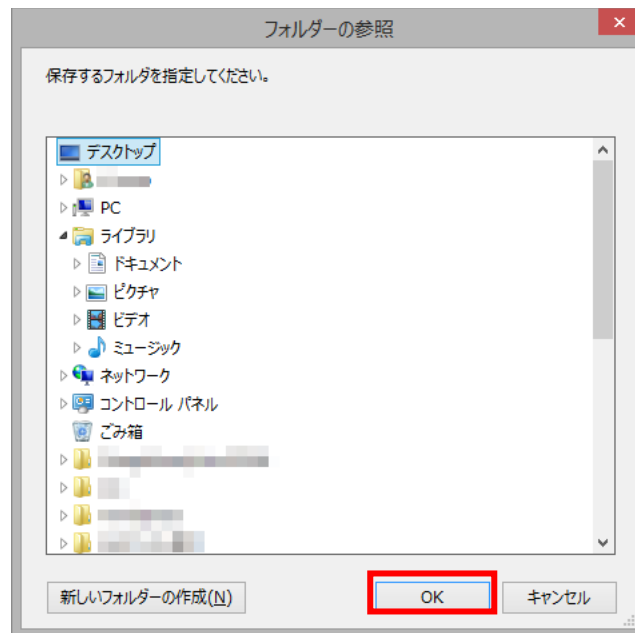 フォルダーの参照
保存するフォルダを指定してください。
デスクトップ
PC
ライブラリ
ドキュメント
ピクチャ
ビデオ
ミュージック
ネットワーク
コントロール パネル
ごみ箱
新しいフォルダーの作成(N)
OK
キャンセル